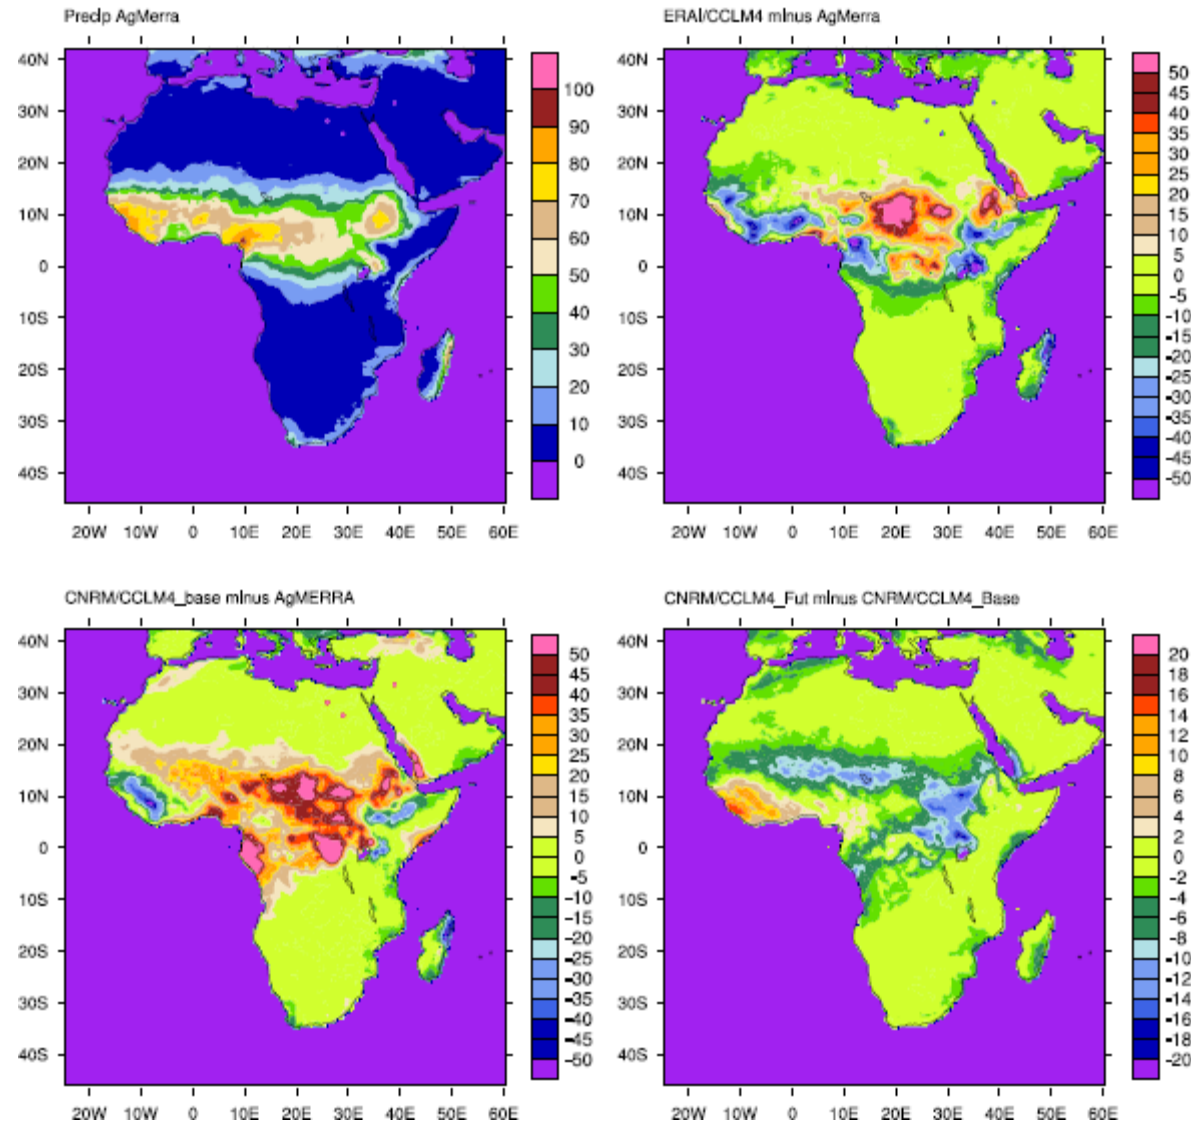 Precip AgMerra
40N
30N
20N
10N
0
10S
20S
30S
40S
20W 10W 0 10E 20E 30E 40E 50E 60E
100
90
80
70
60
50
40
30
20
10
0
ERAI/CCLM4 minus AgMerra
40N
30N
20N
10N
0
10S
20S
30S
40S
20W 10W 0 10E 20E 30E 40E 50E 60E
50
45
40
35
30
25
20
15
10
5
0
-5
-10
-15
-20
-25
-30
-35
-40
-45
-50
CNRM/CCLM4_base minus AgMERRA
40N
30N
20N
10N
0
10S
20S
30S
40S
20W 10W 0 10E 20E 30E 40E 50E 60E
50
45
40
35
30
25
20
15
10
5
0
-5
-10
-15
-20
-25
-30
-35
-40
-45
-50
CNRM/CCLM4_Fut minus CNRM/CCLM4_Base
40N
30N
20N
10N
0
10S
20S
30S
40S
20W 10W 0 10E 20E 30E 40E 50E 60E
20
18
16
14
12
10
8
6
4
2
0
-2
-4
-6
-8
-10
-12
-14
-16
-18
-20